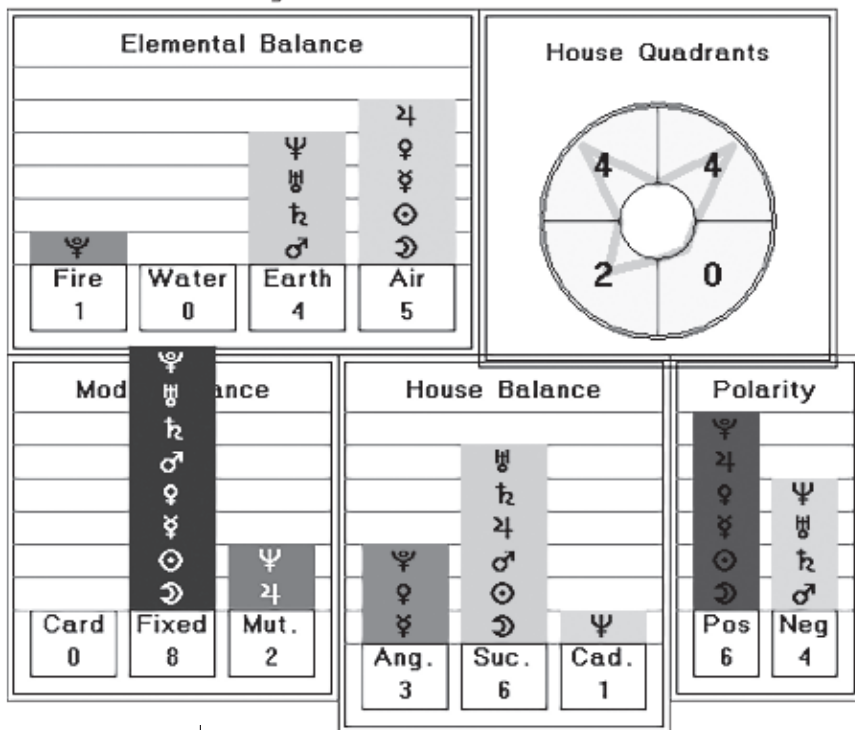 Elemental Balance
♃
♆ ♀
♅ ☿
♄ ☉
♇ ♂ ☽
Fire Water Earth Air
1 0 4 5
House Quadrants
4 4
2 0
Mod ance
♇
♅
♄
♂
♀
☿
☉ ♆
☽ ♃
Card Fixed Mut.
0 8 2
House Balance
♅
♄
♃
♇ ♂
♀ ☉
☿ ☽ ♆
Ang. Suc. Cad.
3 6 1
Polarity
♇
♃
♀ ♆
☿ ♅
☉ ♄
☽ ♂
Pos Neg
6 4